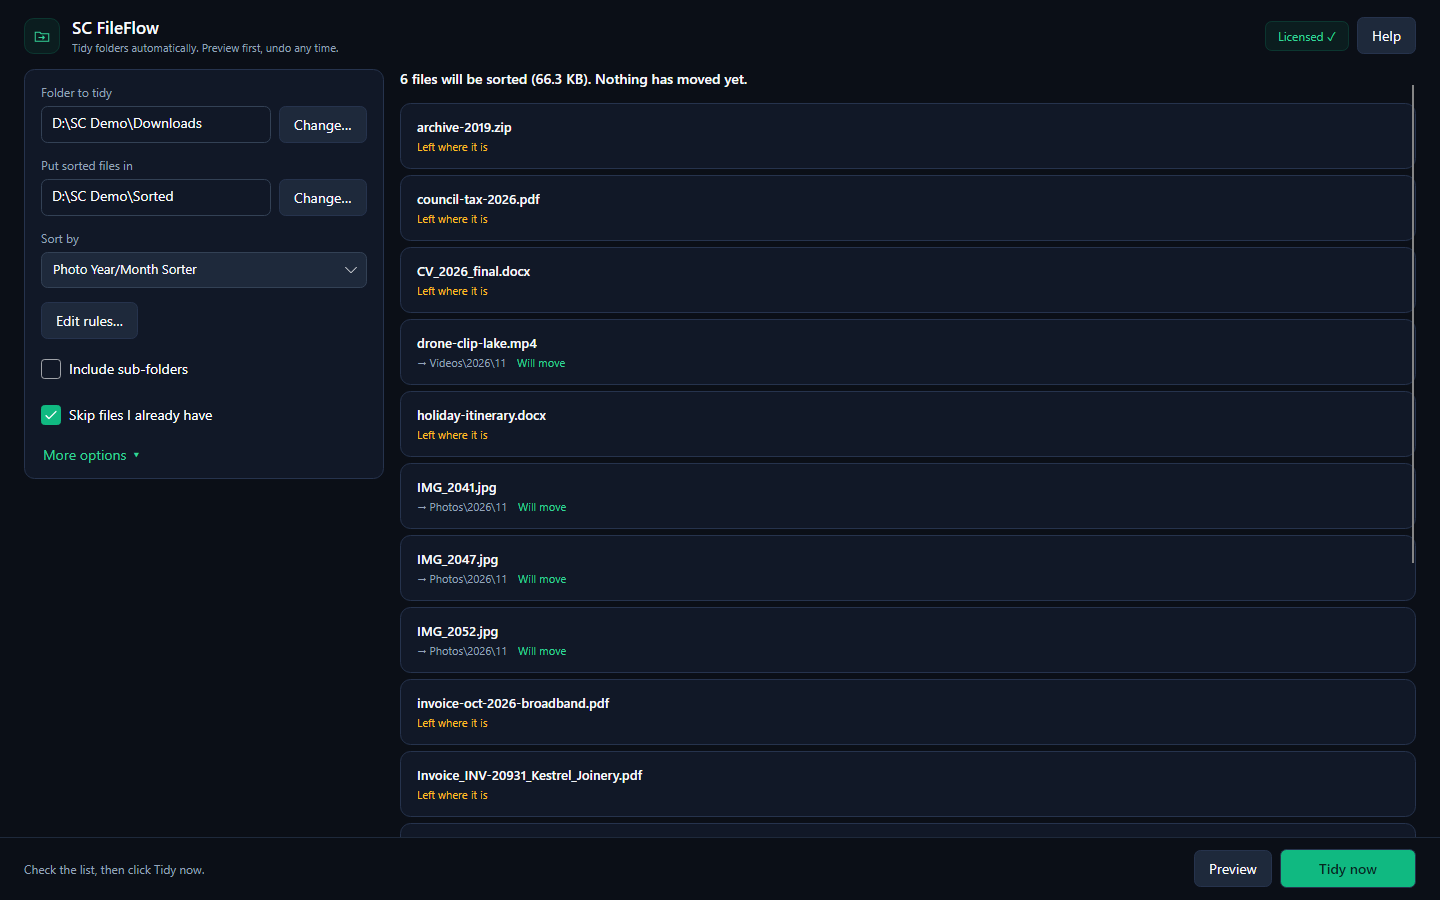 SC FileFlow
Tidy folders automatically. Preview first, undo any time.
Licensed ✓
Help
Folder to tidy
D:\SC Demo\Downloads
Change...
Put sorted files in
D:\SC Demo\Sorted
Change...
Sort by
Photo Year/Month Sorter
Edit rules...
Include sub-folders
Skip files I already have
More options ▾
6 files will be sorted (66.3 KB). Nothing has moved yet.
archive-2019.zip
Left where it is
council-tax-2026.pdf
Left where it is
CV_2026_final.docx
Left where it is
drone-clip-lake.mp4
→ Videos\2026\11 Will move
holiday-itinerary.docx
Left where it is
IMG_2041.jpg
→ Photos\2026\11 Will move
IMG_2047.jpg
→ Photos\2026\11 Will move
IMG_2052.jpg
→ Photos\2026\11 Will move
invoice-oct-2026-broadband.pdf
Left where it is
Invoice_INV-20931_Kestrel_Joinery.pdf
Left where it is
Check the list, then click Tidy now.
Preview
Tidy now